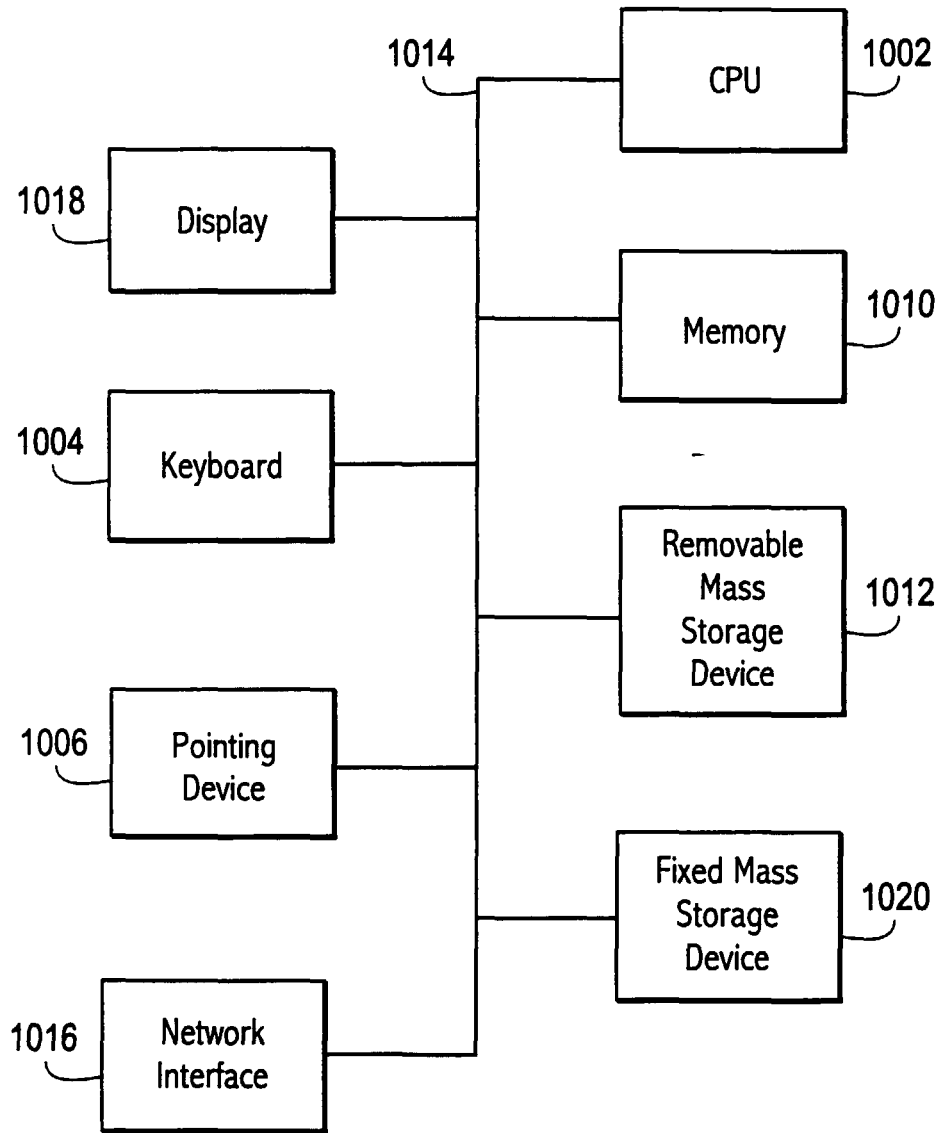 1014
CPU
1002
1018
Display
Memory
1010
1004
Keyboard
Removable
Mass
Storage
Device
1012
1006
Pointing
Device
Fixed Mass
Storage
Device
1020
1016
Network
Interface